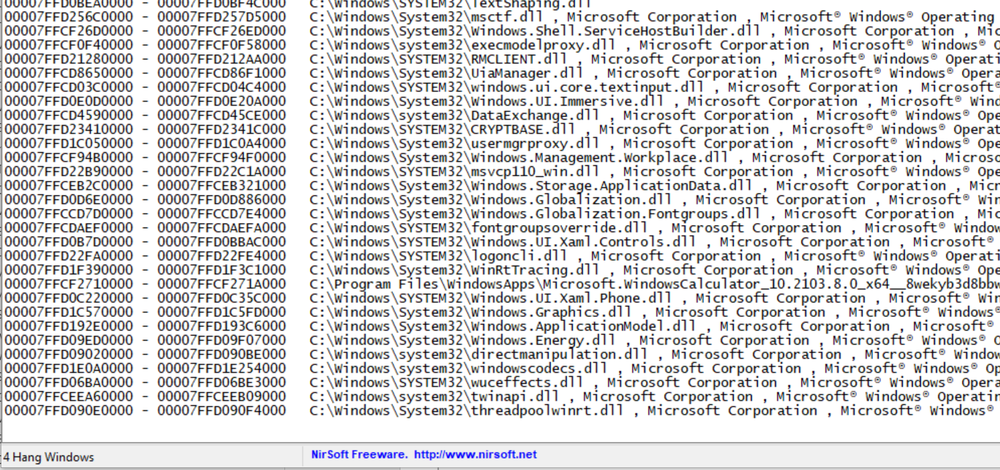 00007FFD0BEA0000 - 00007FFD0BF4C000 C:\Windows\SYSTEM32\TextShaping.dll
00007FFD256C0000 - 00007FFD257D5000 C:\Windows\System32\msctf.dll , Microsoft Corporation , Microsoft® Windows® Operating
00007FFCF26D0000 - 00007FFCF26ED000 C:\Windows\System32\Windows.Shell.ServiceHostBuilder.dll , Microsoft Corporation , Mic
00007FFCF0F40000 - 00007FFCF0F58000 C:\Windows\system32\execmodelproxy.dll , Microsoft Corporation , Microsoft® Windows® O
00007FFD21280000 - 00007FFD212AA000 C:\Windows\SYSTEM32\RMCLIENT.dll , Microsoft Corporation , Microsoft® Windows® Operati
00007FFCD8650000 - 00007FFCD86F1000 C:\Windows\System32\UiaManager.dll , Microsoft Corporation , Microsoft® Windows® Opera
00007FFCD03C0000 - 00007FFCD04C4000 C:\Windows\System32\windows.ui.core.textinput.dll , Microsoft Corporation , Microsoft®
00007FFD0E0D0000 - 00007FFD0E20A000 C:\Windows\System32\Windows.UI.Immersive.dll , Microsoft Corporation , Microsoft® Wind
00007FFCD4590000 - 00007FFCD45CE000 C:\Windows\System32\DataExchange.dll , Microsoft Corporation , Microsoft® Windows® Ope
00007FFD23410000 - 00007FFD2341C000 C:\Windows\SYSTEM32\CRYPTBASE.dll , Microsoft Corporation , Microsoft® Windows® Operat
00007FFD1C050000 - 00007FFD1C0A4000 C:\Windows\System32\usermgrproxy.dll , Microsoft Corporation , Microsoft® Windows® Ope
00007FFCF94B0000 - 00007FFCF94F0000 C:\Windows\System32\Windows.Management.Workplace.dll , Microsoft Corporation , Microso
00007FFD22B90000 - 00007FFD22C1A000 C:\Windows\SYSTEM32\msvcp110_win.dll , Microsoft Corporation , Microsoft® Windows® Ope
00007FFCEB2C0000 - 00007FFCEB321000 C:\Windows\System32\Windows.Storage.ApplicationData.dll , Microsoft Corporation , Micr
00007FFD0D6E0000 - 00007FFD0D886000 C:\Windows\System32\Windows.Globalization.dll , Microsoft Corporation , Microsoft® Win
00007FFCCD7D0000 - 00007FFCCD7E4000 C:\Windows\System32\Windows.Globalization.Fontgroups.dll , Microsoft Corporation , Mic
00007FFCDAEF0000 - 00007FFCDAEFA000 C:\Windows\SYSTEM32\fontgroupsoverride.dll , Microsoft Corporation , Microsoft® Window
00007FFD0B7D0000 - 00007FFD0BBAC000 C:\Windows\System32\Windows.UI.Xaml.Controls.dll , Microsoft Corporation , Microsoft®
00007FFD22FA0000 - 00007FFD22FE4000 C:\Windows\SYSTEM32\logoncli.dll , Microsoft Corporation , Microsoft® Windows® Operati
00007FFD1F390000 - 00007FFD1F3C1000 C:\Windows\System32\WinRtTracing.dll , Microsoft Corporation , Microsoft® Windows® Ope
00007FFCF2710000 - 00007FFCF271A000 C:\Program Files\WindowsApps\Microsoft.WindowsCalculator_10.2103.8.0_x64__8wekyb3d8bbw
00007FFD0C220000 - 00007FFD0C35C000 C:\Windows\System32\Windows.UI.Xaml.Phone.dll , Microsoft Corporation , Microsoft® Win
00007FFD1C570000 - 00007FFD1C5FD000 C:\Windows\System32\Windows.Graphics.dll , Microsoft Corporation , Microsoft® Windows®
00007FFD192E0000 - 00007FFD193C6000 C:\Windows\System32\Windows.ApplicationModel.dll , Microsoft Corporation , Microsoft®
00007FFD09ED0000 - 00007FFD09F07000 C:\Windows\System32\Windows.Energy.dll , Microsoft Corporation , Microsoft® Windows® O
00007FFD09020000 - 00007FFD090BE000 C:\Windows\System32\directmanipulation.dll , Microsoft Corporation , Microsoft® Window
00007FFD1E0A0000 - 00007FFD1E254000 C:\Windows\System32\windowscodecs.dll , Microsoft Corporation , Microsoft® Windows® Op
00007FFD06BA0000 - 00007FFD06BE3000 C:\Windows\SYSTEM32\wuceffects.dll , Microsoft Corporation , Microsoft® Windows® Opera
00007FFCEEA60000 - 00007FFCEEB09000 C:\Windows\SYSTEM32\twinapi.dll , Microsoft Corporation , Microsoft® Windows® Operatin
00007FFD090E0000 - 00007FFD090F4000 C:\Windows\System32\threadpoolwinrt.dll , Microsoft Corporation , Microsoft® Windows®
4 Hang Windows NirSoft Freeware. http://www.nirsoft.net